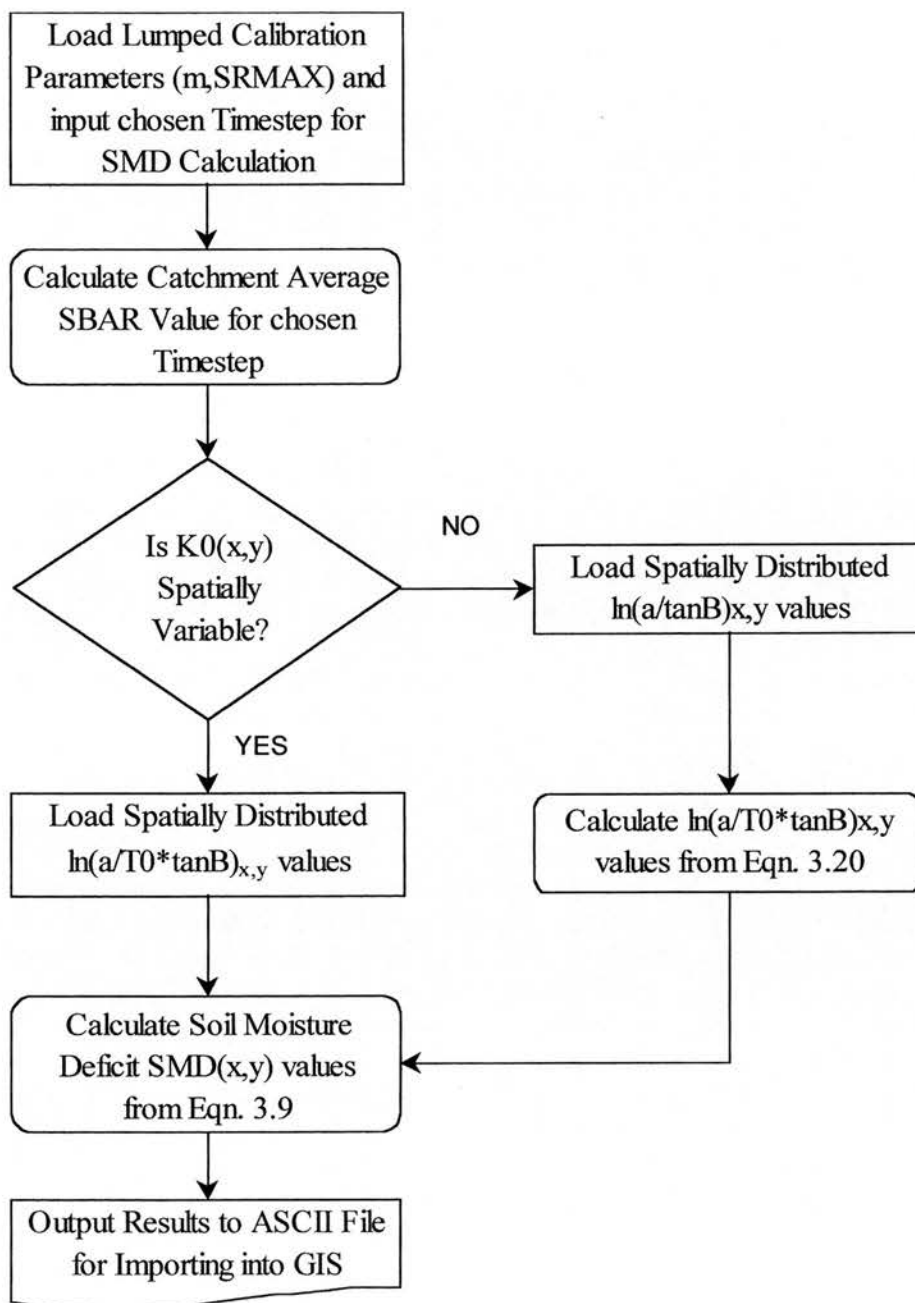 Load Lumped Calibration
Parameters (m,SRMAX) and
input chosen Timestep for
SMD Calculation
Calculate Catchment Average
SBAR Value for chosen
Timestep
Is K0(x,y)
Spatially
Variable?
NO
Load Spatially Distributed
ln(a/tanB)x,y values
YES
Load Spatially Distributed
ln(a/T0*tanB)x,y values
Calculate ln(a/T0*tanB)x,y
values from Eqn. 3.20
Calculate Soil Moisture
Deficit SMD(x,y) values
from Eqn. 3.9
Output Results to ASCII File
for Importing into GIS